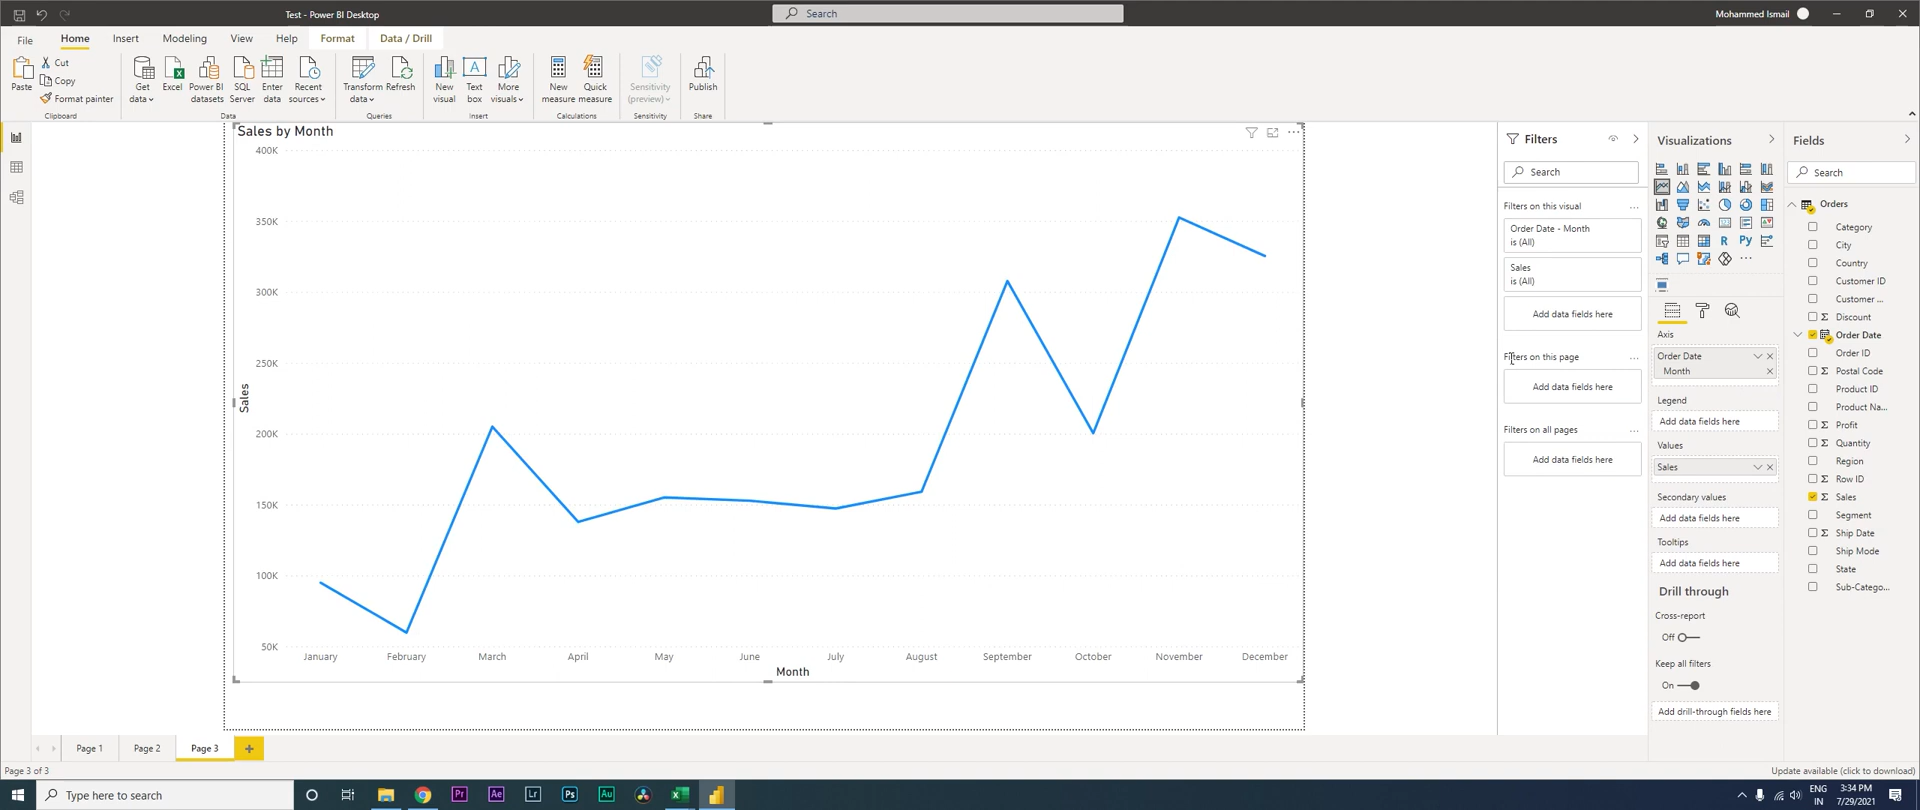 Test - Power BI Desktop
Search
Mohammed Ismail
File
Home
Insert
Modeling
View
Help
Format
Data / Drill
Paste
Cut
Copy
Format painter
Clipboard
Get data
Excel
Power BI datasets
SQL Server
Enter data
Recent sources
Data
Transform data
Refresh
Queries
New visual
Text box
More visuals
Insert
New measure
Quick measure
Calculations
Sensitivity (preview)
Sensitivity
Publish
Share
Sales by Month
400K
350K
300K
250K
200K
150K
100K
50K
Sales
January
February
March
April
May
June
July
August
September
October
November
December
Month
Filters
Search
Filters on this visual
Order Date - Month
is (All)
Sales
is (All)
Add data fields here
Filters on this page
Add data fields here
Filters on all pages
Add data fields here
Visualizations
R
Py
Axis
Order Date
Month
Legend
Add data fields here
Values
Sales
Secondary values
Add data fields here
Tooltips
Add data fields here
Drill through
Cross-report
Off
Keep all filters
On
Add drill-through fields here
Fields
Search
Orders
Category
City
Country
Customer ID
Customer ...
Σ Discount
Order Date
Order ID
Σ Postal Code
Product ID
Product Na...
Σ Profit
Σ Quantity
Region
Σ Row ID
Σ Sales
Segment
Σ Ship Date
Ship Mode
State
Sub-Catego...
Page 1
Page 2
Page 3
+
Page 3 of 3
Update available (click to download)
Type here to search
Pr
Ae
Lr
Ps
Au
ENG
IN
3:34 PM
7/29/2021